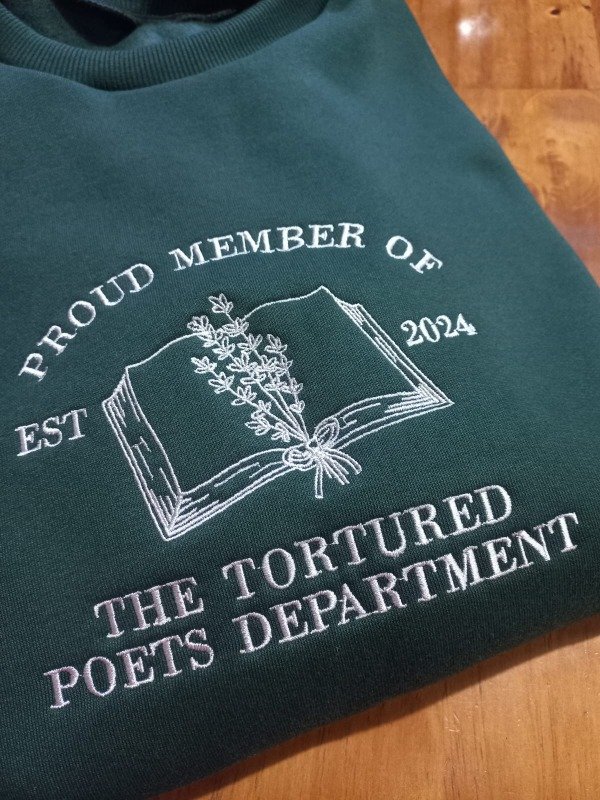 PROUD MEMBER OF
EST 2024
THE TORTURED
POETS DEPARTMENT